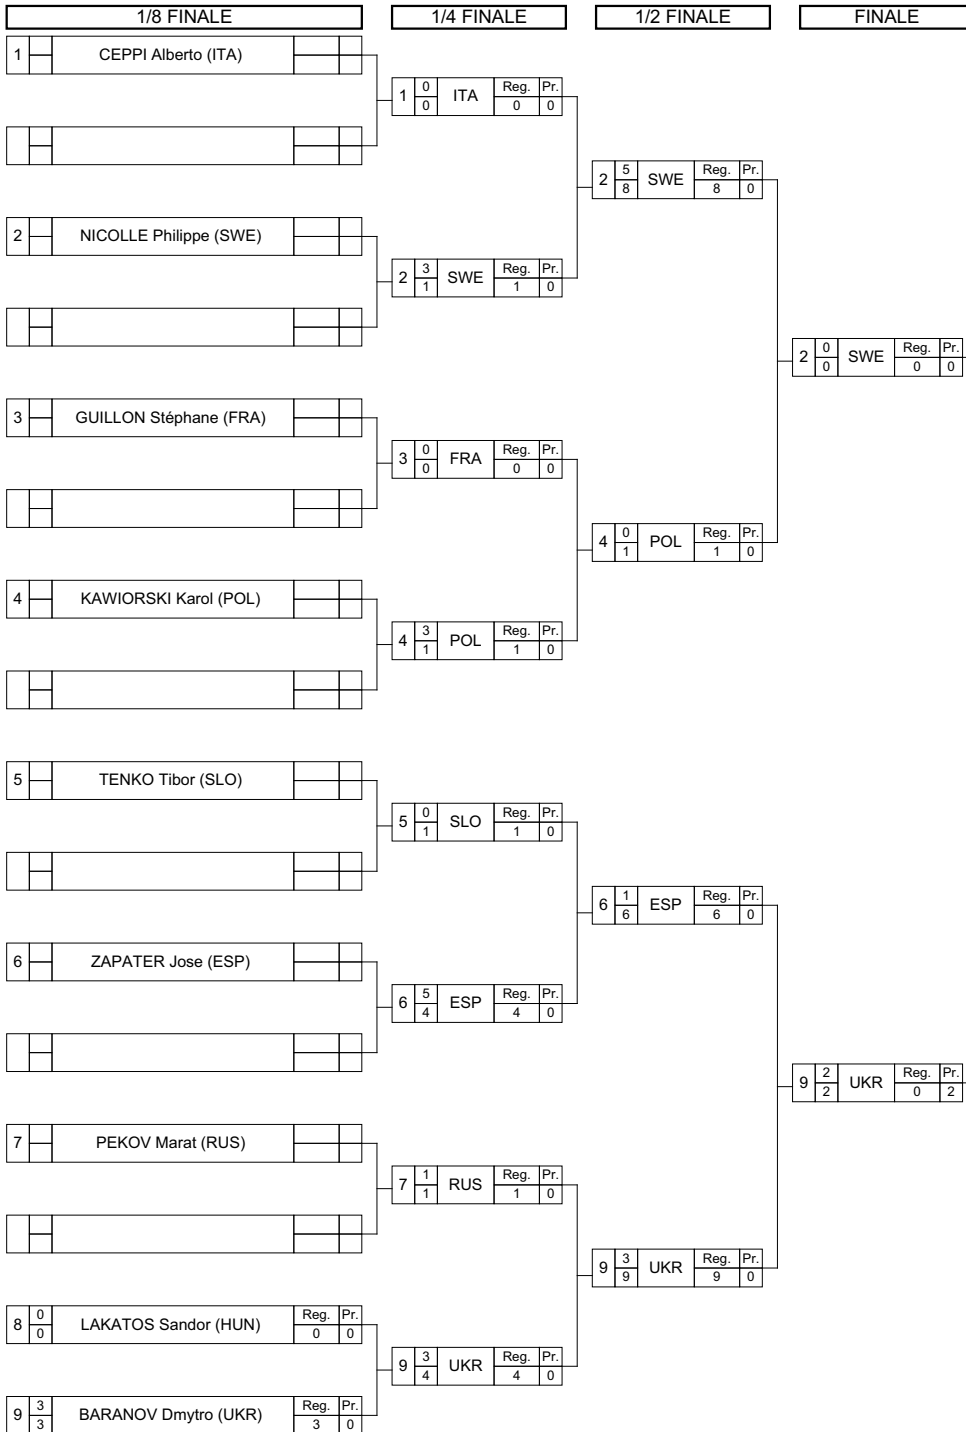 1/8 FINALE 1/4 FINALE 1/2 FINALE FINALE
1 CEPPI Alberto (ITA)
1 0 ITA Reg. Pr.
0 0 0
2 5 SWE Reg. Pr.
8 8 0
2 NICOLLE Philippe (SWE)
2 3 SWE Reg. Pr.
1 1 0
2 0 SWE Reg. Pr.
0 0 0
3 GUILLON Stéphane (FRA)
3 0 FRA Reg. Pr.
0 0 0
4 0 POL Reg. Pr.
1 1 0
4 KAWIORSKI Karol (POL)
4 3 POL Reg. Pr.
1 1 0
5 TENKO Tibor (SLO)
5 0 SLO Reg. Pr.
1 1 0
6 1 ESP Reg. Pr.
6 6 0
6 ZAPATER Jose (ESP)
6 5 ESP Reg. Pr.
4 4 0
9 2 UKR Reg. Pr.
2 0 2
7 PEKOV Marat (RUS)
7 1 RUS Reg. Pr.
1 1 0
9 3 UKR Reg. Pr.
9 9 0
8 0 LAKATOS Sandor (HUN) Reg. Pr.
0 0 0
9 3 UKR Reg. Pr.
4 4 0
9 3 BARANOV Dmytro (UKR) Reg. Pr.
3 3 0